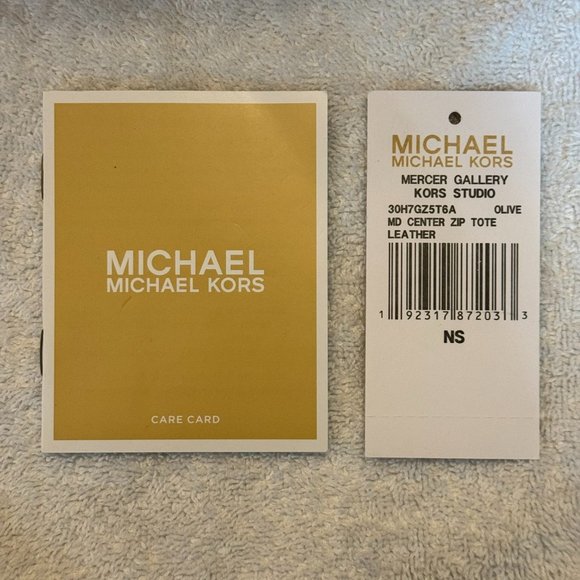 MICHAEL
MICHAEL KORS
CARE CARD
MICHAEL
MICHAEL KORS
MERCER GALLERY
KORS STUDIO
30H7GZ5T6A OLIVE
MD CENTER ZIP TOTE
LEATHER
1 92317 87203 3
NS